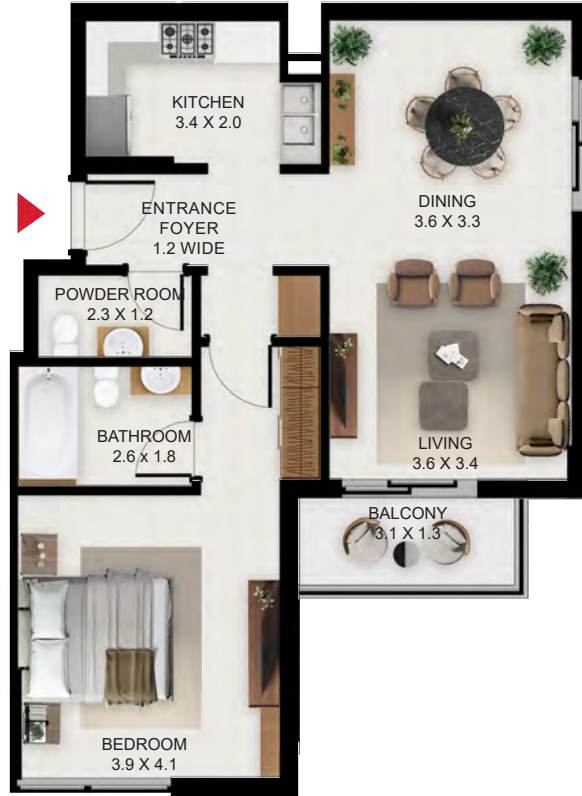 KITCHEN
3.4 X 2.0
ENTRANCE
FOYER
1.2 WIDE
DINING
3.6 X 3.3
POWDER ROOM
2.3 X 1.2
BATHROOM
2.6 x 1.8
LIVING
3.6 X 3.4
BALCONY
3.1 X 1.3
BEDROOM
3.9 X 4.1